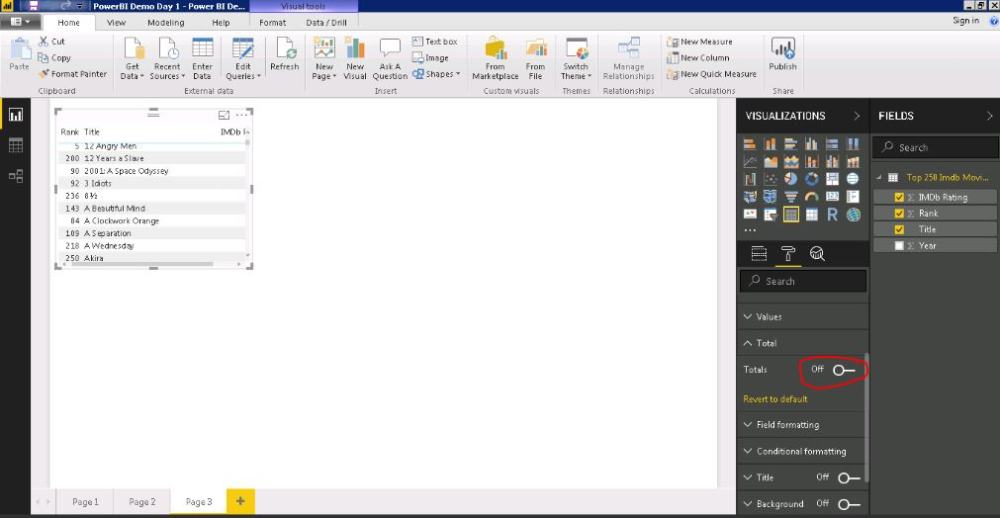 PowerBI Demo Day 1 - Power BI De...
Visual tools
Home View Modeling Help Format Data / Drill
Sign in
Paste
Cut
Copy
Format Painter
Clipboard
Get Data
Recent Sources
Enter Data
Edit Queries
Refresh
External data
New Page
New Visual
Ask A Question
Text box
Image
Shapes
Insert
From Marketplace
From File
Custom visuals
Switch Theme
Themes
Manage Relationships
Relationships
New Measure
New Column
New Quick Measure
Calculations
Publish
Share
Rank Title IMDb
5 12 Angry Men
200 12 Years a Slave
90 2001: A Space Odyssey
92 3 Idiots
236 8½
143 A Beautiful Mind
84 A Clockwork Orange
109 A Separation
218 A Wednesday
250 Akira
VISUALIZATIONS
R
Search
Values
Total
Totals Off
Revert to default
Field formatting
Conditional formatting
Title Off
Background Off
FIELDS
Search
Top 250 Imdb Movi...
Σ IMDb Rating
Σ Rank
Title
Σ Year
Page 1 Page 2 Page 3 +